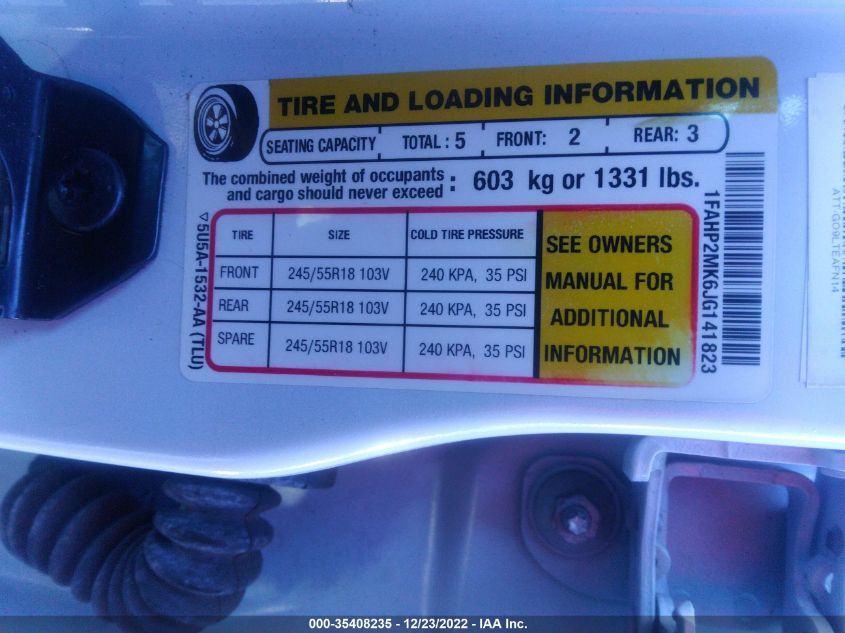 TIRE AND LOADING INFORMATION
SEATING CAPACITY TOTAL : 5 FRONT: 2 REAR: 3
The combined weight of occupants
and cargo should never exceed : 603 kg or 1331 lbs.
TIRE SIZE COLD TIRE PRESSURE
FRONT 245/55R18 103V 240 KPA, 35 PSI
REAR 245/55R18 103V 240 KPA, 35 PSI
SPARE 245/55R18 103V 240 KPA, 35 PSI
SEE OWNERS
MANUAL FOR
ADDITIONAL
INFORMATION
5U5A-1532-AA (TLU)
1FAHP2MK6JG141823
ATT-GO9LTEAFN14
000-35408235 - 12/23/2022 - IAA Inc.